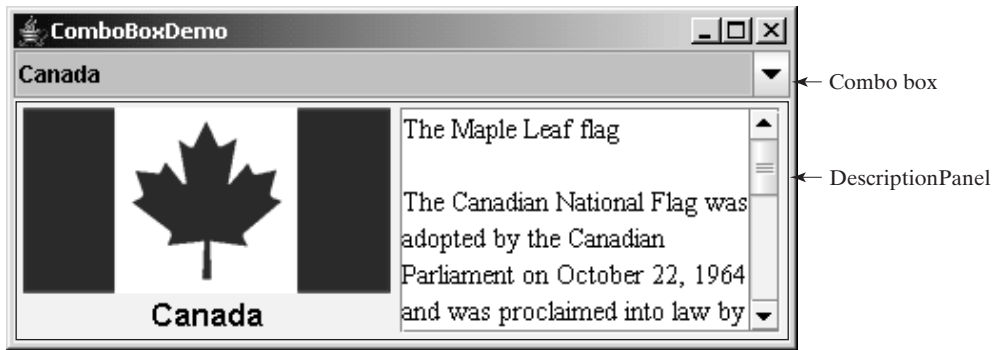 ComboBoxDemo
Canada
Combo box
The Maple Leaf flag
DescriptionPanel
The Canadian National Flag was
adopted by the Canadian
Parliament on October 22, 1964
and was proclaimed into law by
Canada